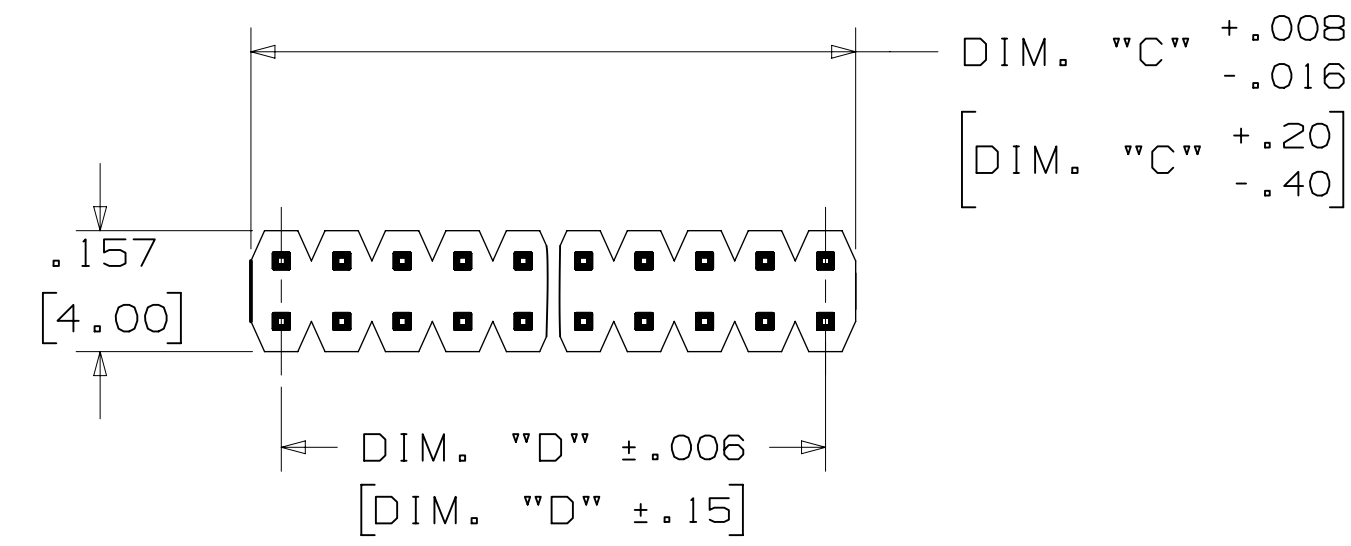 DIM. "C" +.008
-.016
[DIM. "C" +.20
-.40]
.157
[4.00]
DIM. "D" ±.006
[DIM. "D" ±.15]